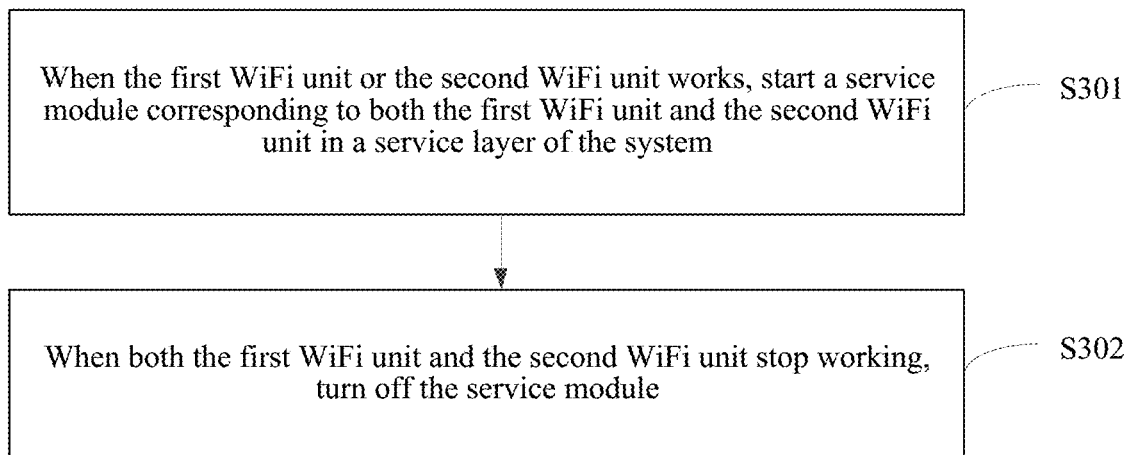 When the first WiFi unit or the second WiFi unit works, start a service
module corresponding to both the first WiFi unit and the second WiFi
unit in a service layer of the system
S301
When both the first WiFi unit and the second WiFi unit stop working,
turn off the service module
S302